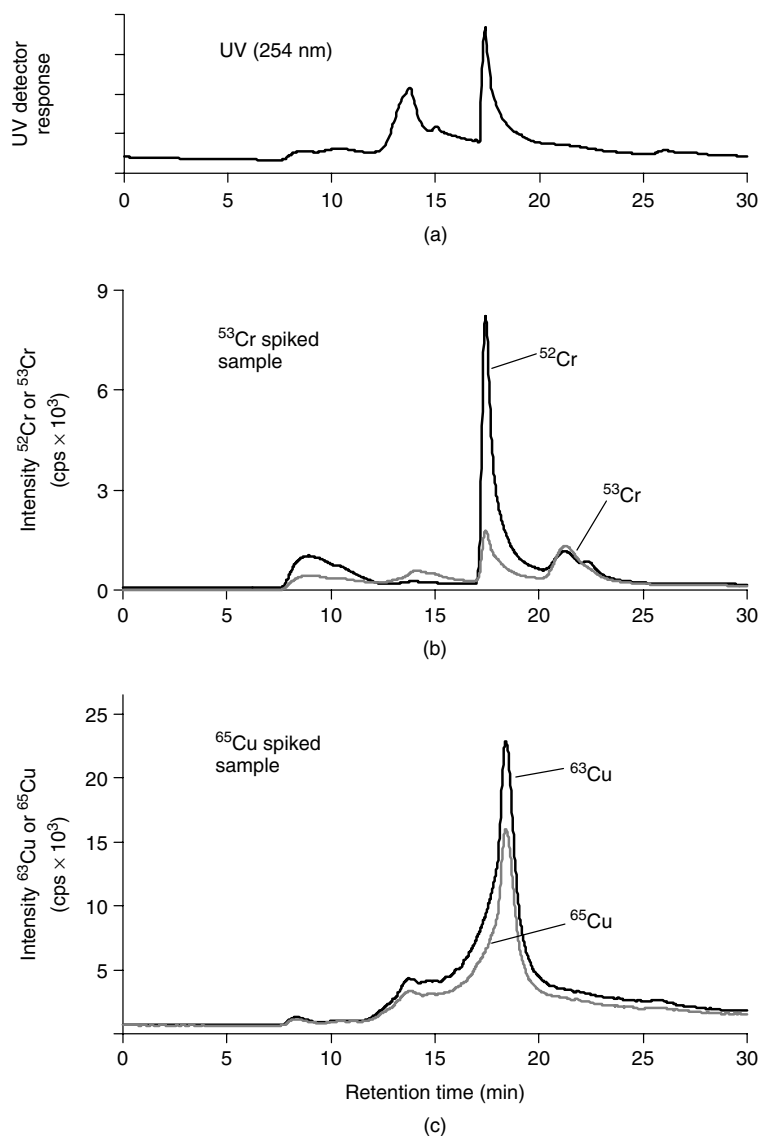 UV detector
response
UV (254 nm)
0 5 10 15 20 25 30
(a)
Intensity ⁵²Cr or ⁵³Cr
(cps × 10³)
9
6
3
0
⁵³Cr spiked
sample
⁵²Cr
⁵³Cr
0 5 10 15 20 25 30
(b)
Intensity ⁶³Cu or ⁶⁵Cu
(cps × 10³)
25
20
15
10
5
⁶⁵Cu spiked
sample
⁶³Cu
⁶⁵Cu
0 5 10 15 20 25 30
Retention time (min)
(c)